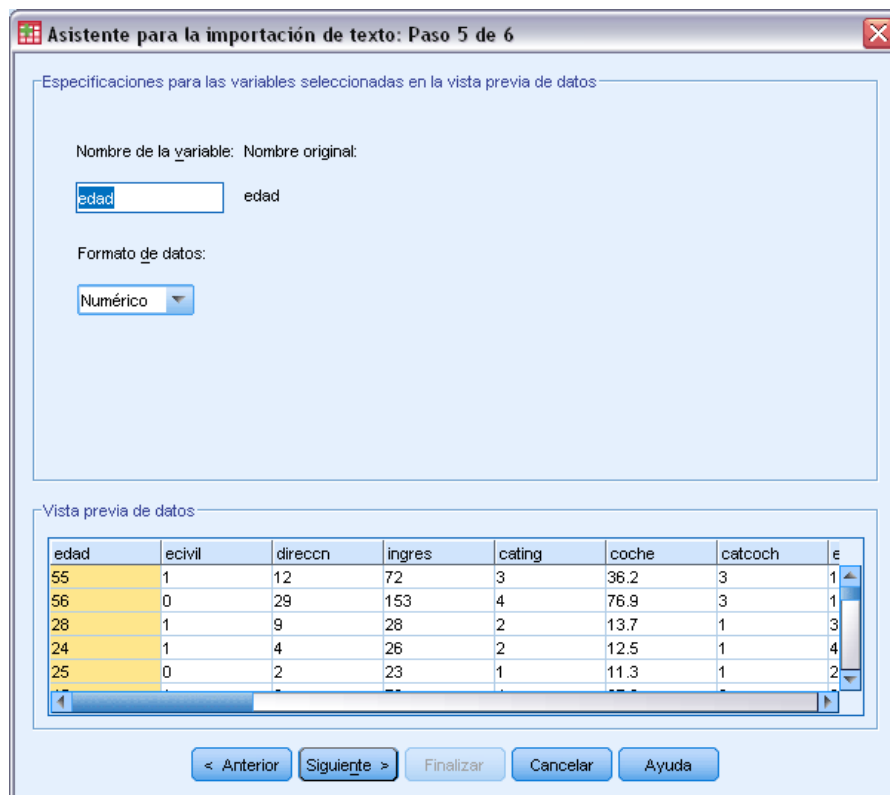 Asistente para la importación de texto: Paso 5 de 6
Especificaciones para las variables seleccionadas en la vista previa de datos
Nombre de la variable: Nombre original:
edad edad
Formato de datos:
Numérico
Vista previa de datos
edad ecivil direccn ingres cating coche catcoch e
55 1 12 72 3 36.2 3 1
56 0 29 153 4 76.9 3 1
28 1 9 28 2 13.7 1 3
24 1 4 26 2 12.5 1 4
25 0 2 23 1 11.3 1 2
< Anterior Siguiente > Finalizar Cancelar Ayuda